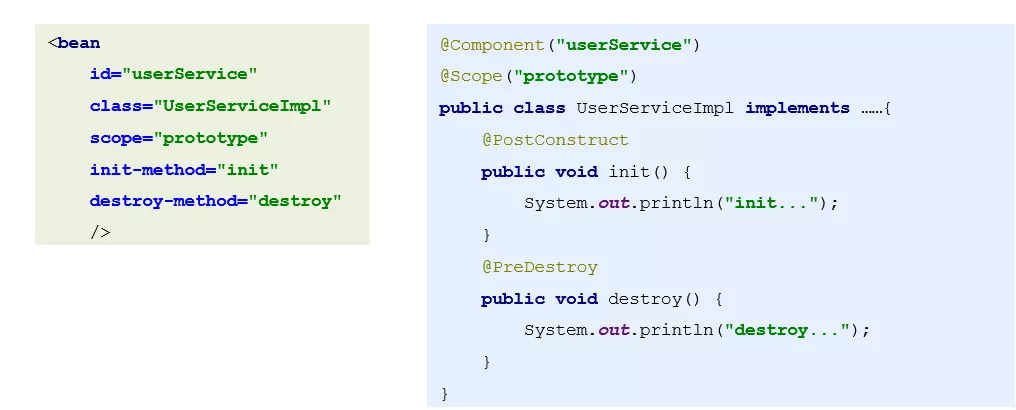 <bean
id="userService"
class="UserServiceImpl"
scope="prototype"
init-method="init"
destroy-method="destroy"
/>
@Component("userService")
@Scope("prototype")
public class UserServiceImpl implements ……{
@PostConstruct
public void init() {
System.out.println("init...");
}
@PreDestroy
public void destroy() {
System.out.println("destroy...");
}
}